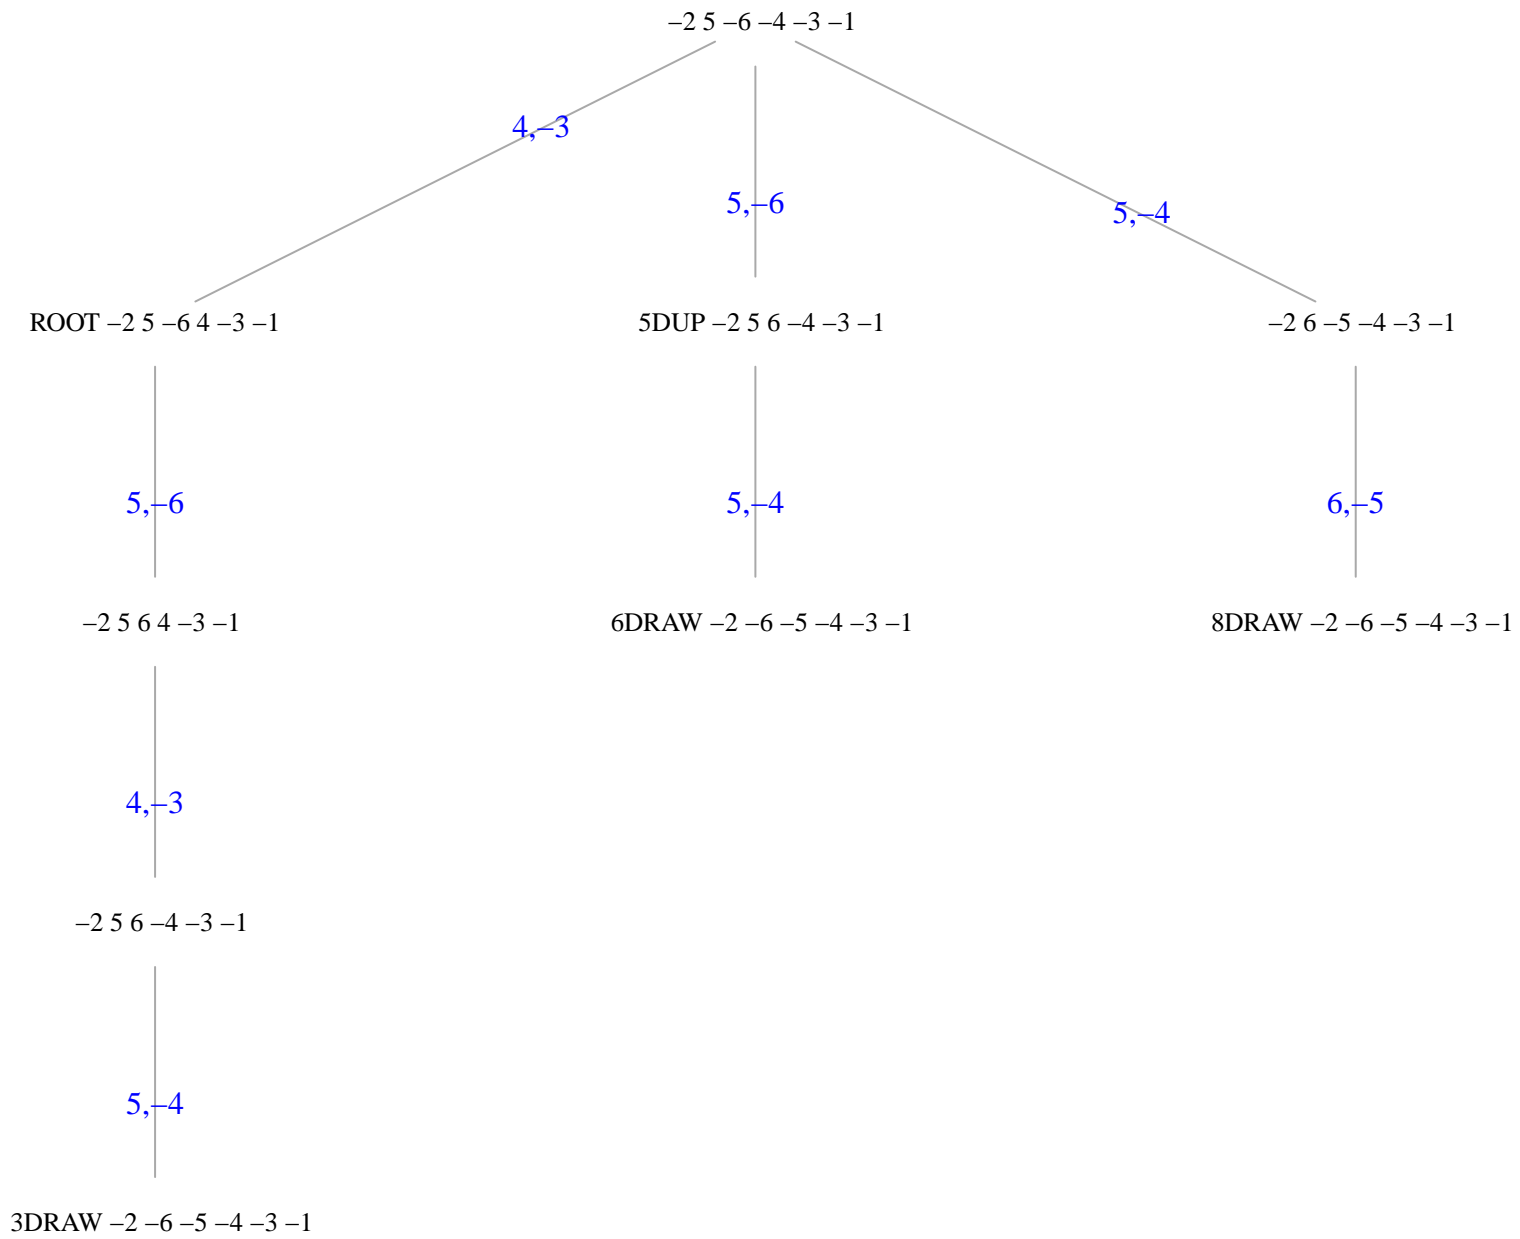 –2 5 –6 –4 –3 –1
4,–3
5,–6
5,–4
ROOT –2 5 –6 4 –3 –1
5DUP –2 5 6 –4 –3 –1
–2 6 –5 –4 –3 –1
5,–6
5,–4
6,–5
–2 5 6 4 –3 –1
6DRAW –2 –6 –5 –4 –3 –1
8DRAW –2 –6 –5 –4 –3 –1
4,–3
–2 5 6 –4 –3 –1
5,–4
3DRAW –2 –6 –5 –4 –3 –1